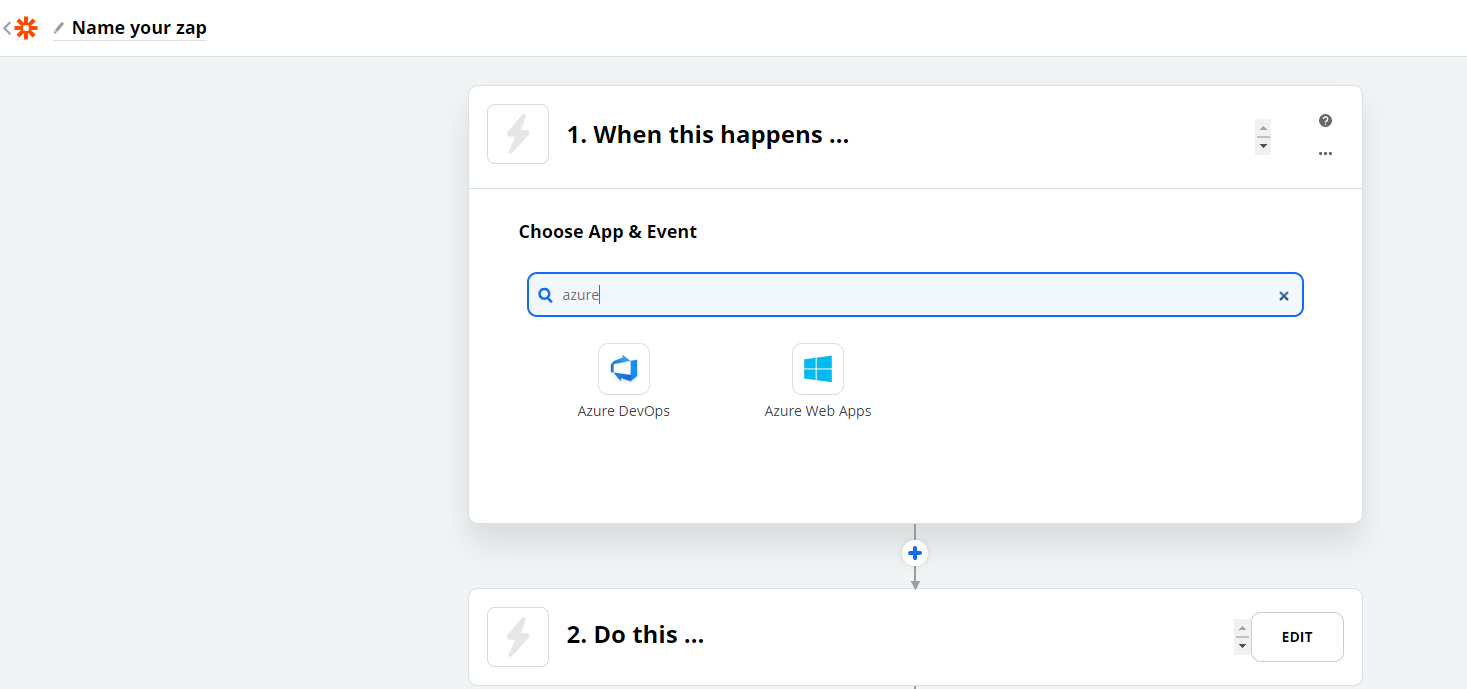 Name your zap
1. When this happens ...
Choose App & Event
azure
Azure DevOps
Azure Web Apps
2. Do this ...
EDIT